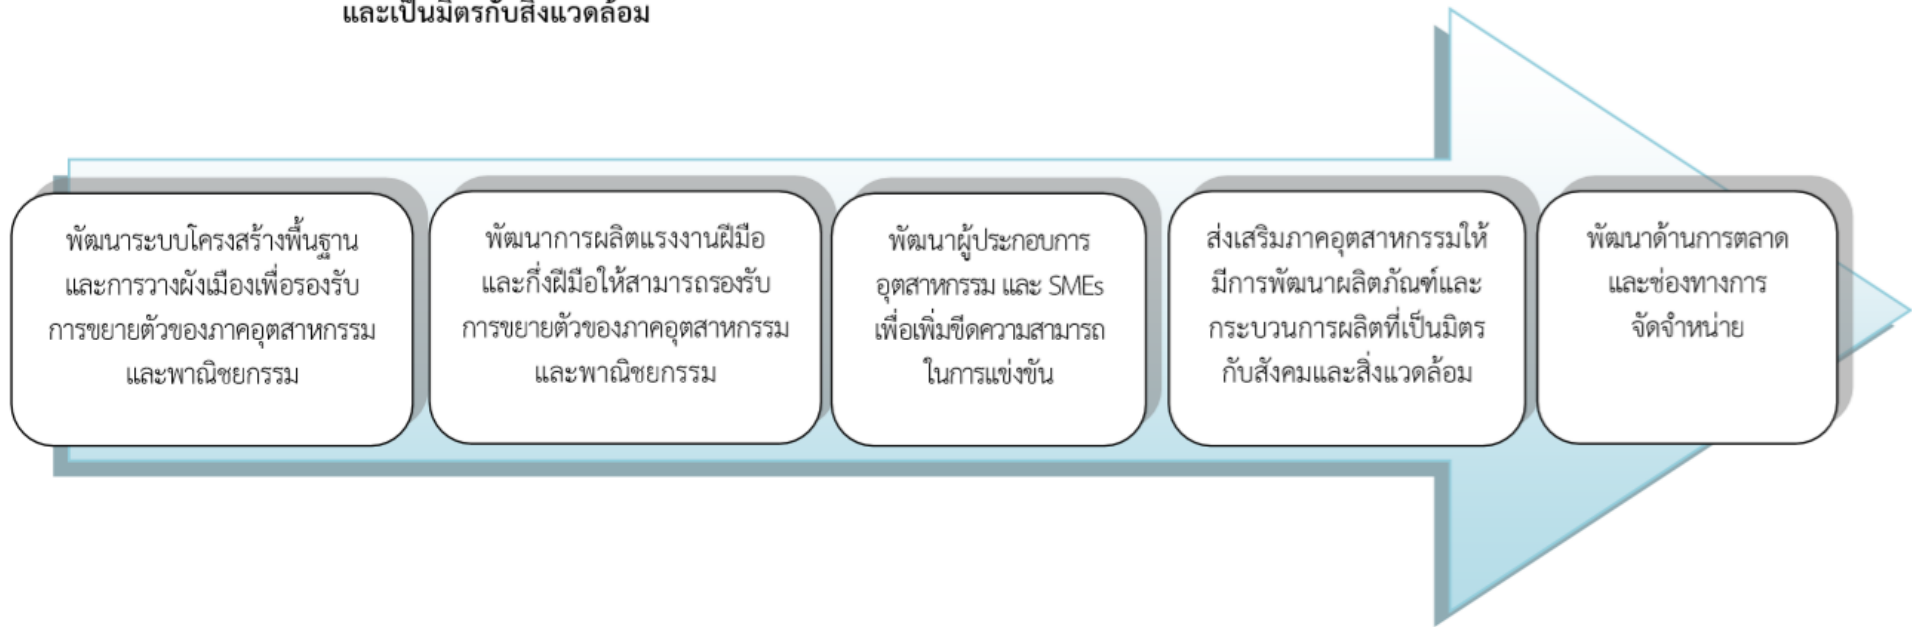 และเป็นมิตรกับสิ่งแวดล้อม
พัฒนาระบบโครงสร้างพื้นฐาน
และการวางผังเมืองเพื่อรองรับ
การขยายตัวของภาคอุตสาหกรรม
และพาณิชยกรรม
พัฒนาการผลิตแรงงานฝีมือ
และกึ่งฝีมือให้สามารถรองรับ
การขยายตัวของภาคอุตสาหกรรม
และพาณิชยกรรม
พัฒนาผู้ประกอบการ
อุตสาหกรรม และ SMEs
เพื่อเพิ่มขีดความสามารถ
ในการแข่งขัน
ส่งเสริมภาคอุตสาหกรรมให้
มีการพัฒนาผลิตภัณฑ์และ
กระบวนการผลิตที่เป็นมิตร
กับสังคมและสิ่งแวดล้อม
พัฒนาด้านการตลาด
และช่องทางการ
จัดจำหน่าย